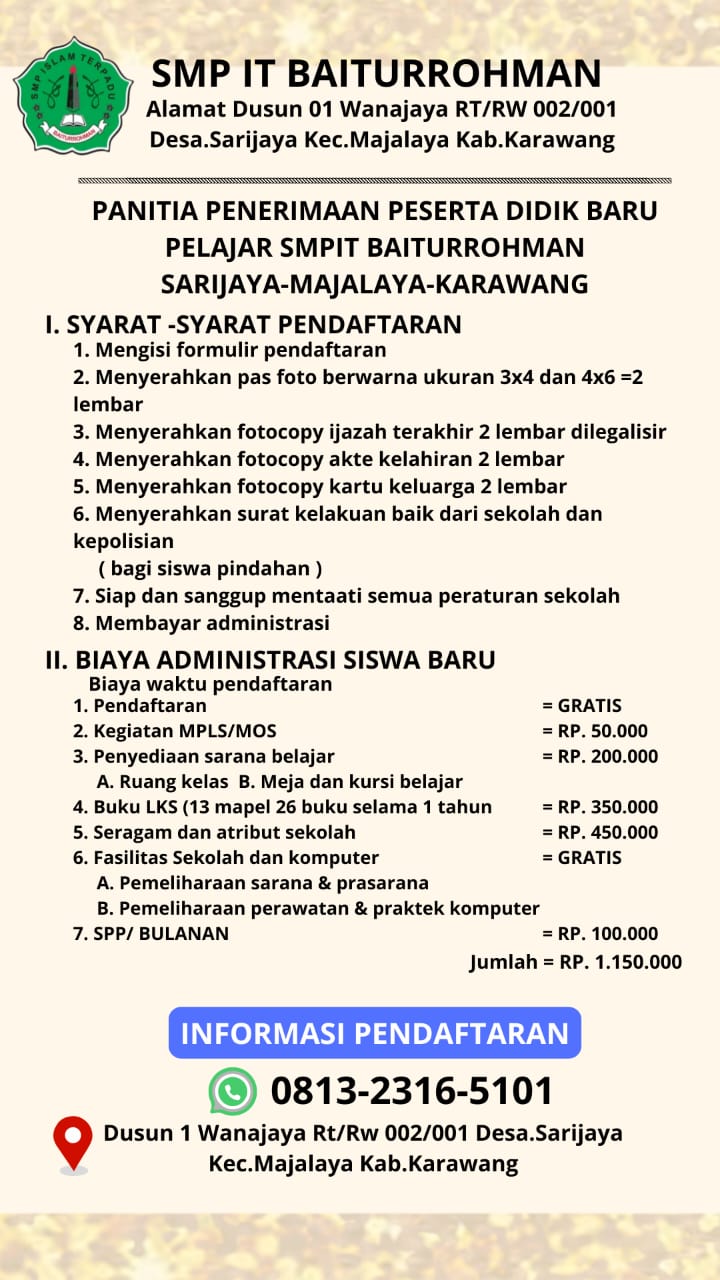 SMP ISLAM TERPADU
BAITURROHMAN
SMP IT BAITURROHMAN
Alamat Dusun 01 Wanajaya RT/RW 002/001
Desa.Sarijaya Kec.Majalaya Kab.Karawang
PANITIA PENERIMAAN PESERTA DIDIK BARU
PELAJAR SMPIT BAITURROHMAN
SARIJAYA-MAJALAYA-KARAWANG
I. SYARAT -SYARAT PENDAFTARAN
1. Mengisi formulir pendaftaran
2. Menyerahkan pas foto berwarna ukuran 3x4 dan 4x6 =2
lembar
3. Menyerahkan fotocopy ijazah terakhir 2 lembar dilegalisir
4. Menyerahkan fotocopy akte kelahiran 2 lembar
5. Menyerahkan fotocopy kartu keluarga 2 lembar
6. Menyerahkan surat kelakuan baik dari sekolah dan
kepolisian
( bagi siswa pindahan )
7. Siap dan sanggup mentaati semua peraturan sekolah
8. Membayar administrasi
II. BIAYA ADMINISTRASI SISWA BARU
Biaya waktu pendaftaran
1. Pendaftaran = GRATIS
2. Kegiatan MPLS/MOS = RP. 50.000
3. Penyediaan sarana belajar = RP. 200.000
A. Ruang kelas B. Meja dan kursi belajar
4. Buku LKS (13 mapel 26 buku selama 1 tahun = RP. 350.000
5. Seragam dan atribut sekolah = RP. 450.000
6. Fasilitas Sekolah dan komputer = GRATIS
A. Pemeliharaan sarana & prasarana
B. Pemeliharaan perawatan & praktek komputer
7. SPP/ BULANAN = RP. 100.000
Jumlah = RP. 1.150.000
INFORMASI PENDAFTARAN
0813-2316-5101
Dusun 1 Wanajaya Rt/Rw 002/001 Desa.Sarijaya
Kec.Majalaya Kab.Karawang